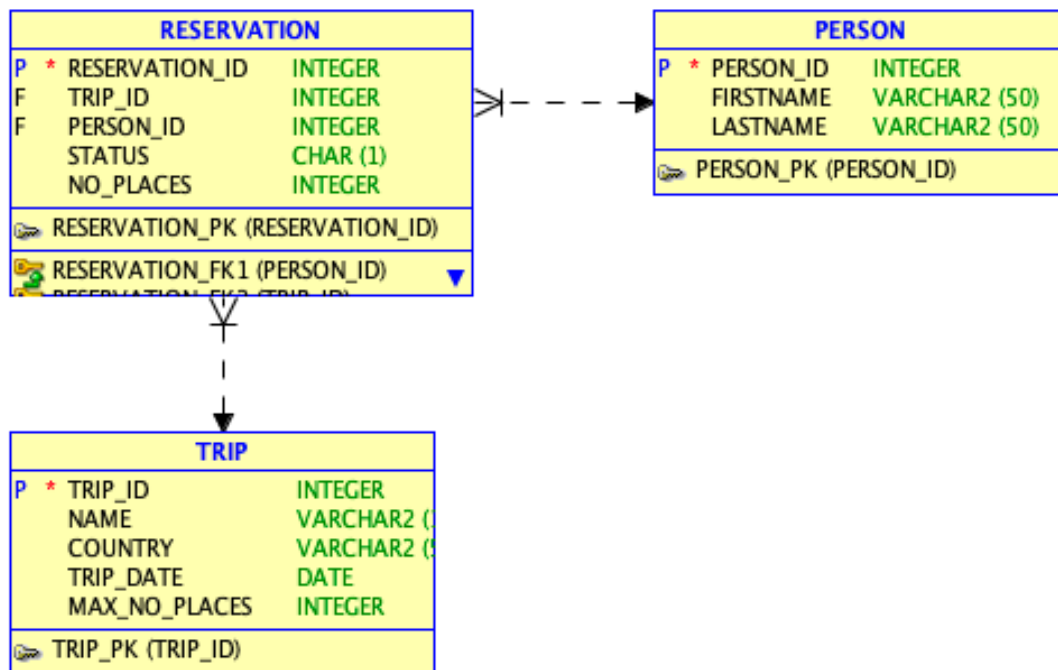 RESERVATION
P * RESERVATION_ID INTEGER
F TRIP_ID INTEGER
F PERSON_ID INTEGER
STATUS CHAR (1)
NO_PLACES INTEGER
RESERVATION_PK (RESERVATION_ID)
RESERVATION_FK1 (PERSON_ID)
PERSON
P * PERSON_ID INTEGER
FIRSTNAME VARCHAR2 (50)
LASTNAME VARCHAR2 (50)
PERSON_PK (PERSON_ID)
TRIP
P * TRIP_ID INTEGER
NAME VARCHAR2 (
COUNTRY VARCHAR2 (
TRIP_DATE DATE
MAX_NO_PLACES INTEGER
TRIP_PK (TRIP_ID)